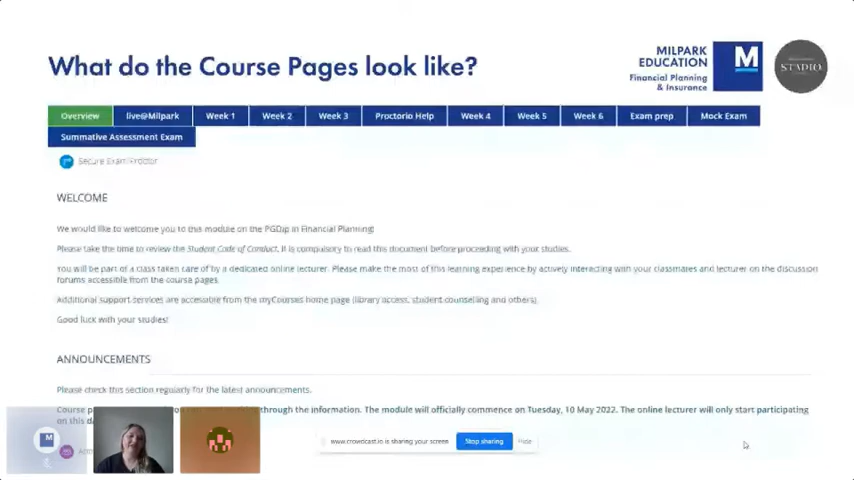 What do the Course Pages look like?
MILPARK
EDUCATION
Financial Planning
& Insurance
M
STADIO
Overview
live@Milpark
Week 1
Week 2
Week 3
Proctorio Help
Week 4
Week 5
Week 6
Exam prep
Mock Exam
Summative Assessment Exam
Secure Exam Proctor
WELCOME
We would like to welcome you to this module on the PGDip in Financial Planning!
Please take the time to review the Student Code of Conduct. It is compulsory to read this document before proceeding with your studies.
You will be part of a class taken care of by a dedicated online lecturer. Please make the most of this learning experience by actively interacting with your classmates and lecturer on the discussion
forums accessible from the course pages.
Additional support services are accessible from the myCourses home page (library access, student counselling and others).
Good luck with your studies!
ANNOUNCEMENTS
Please check this section regularly for the latest announcements.
Course through the information. The module will officially commence on Tuesday, 10 May 2022. The online lecturer will only start participating
on this
M
www.crowdcast.io is sharing your screen
Stop sharing
Hide